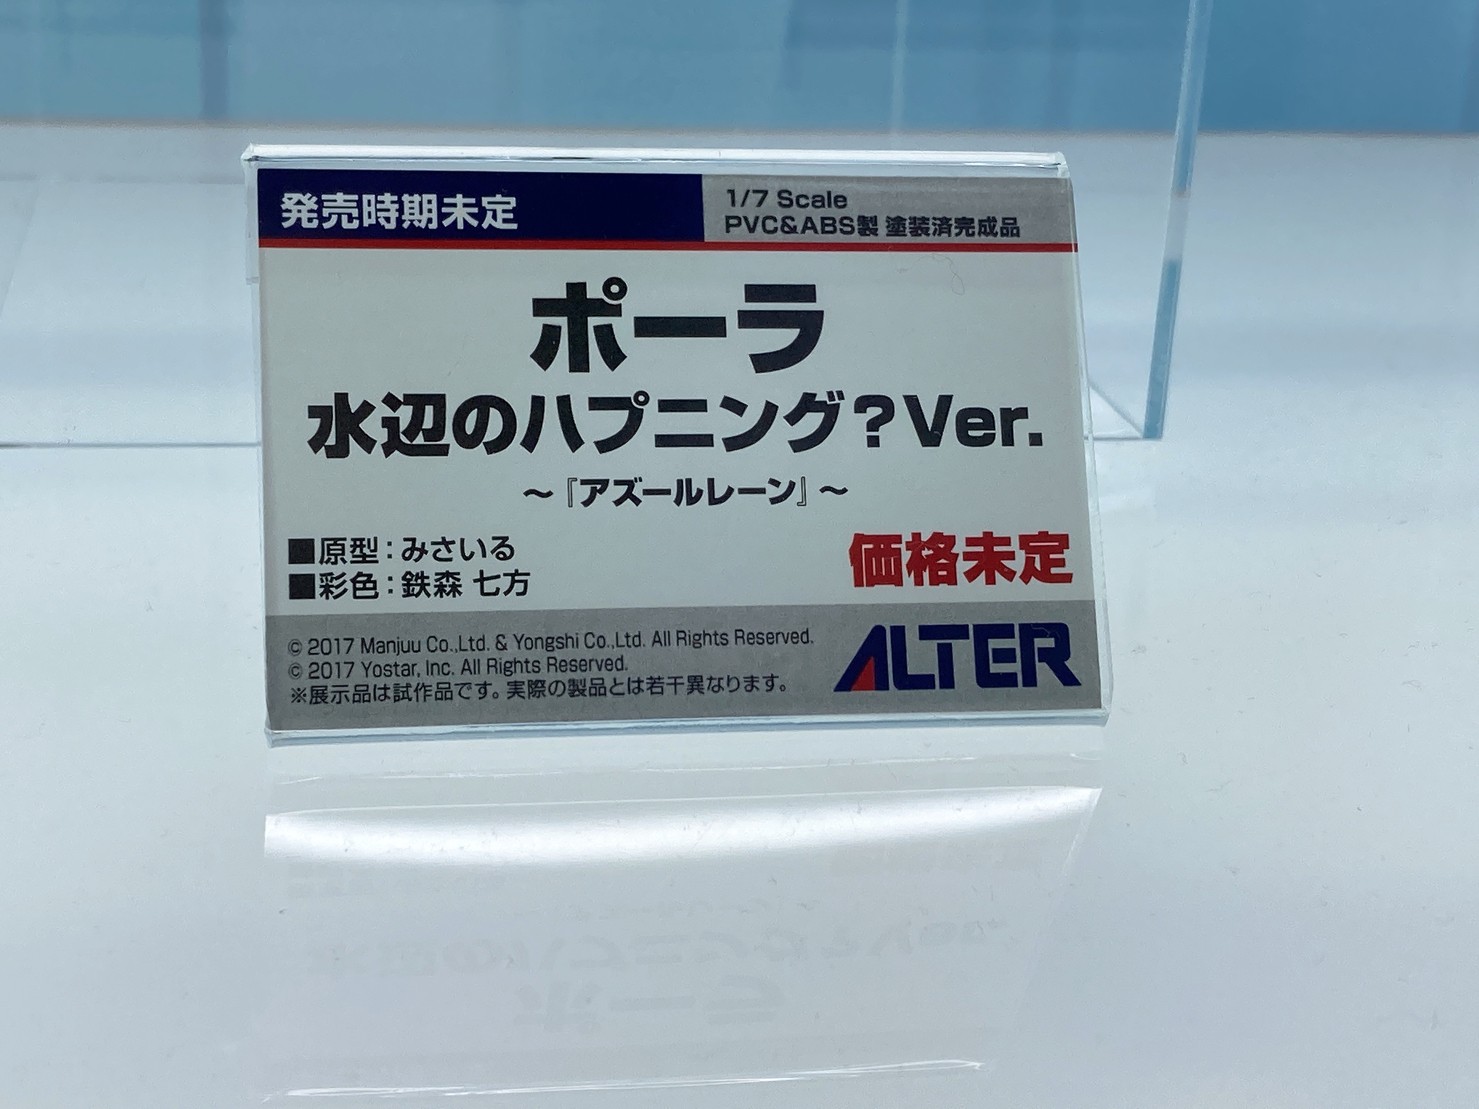 発売時期未定
1/7 Scale
PVC&ABS製 塗装済完成品
ポーラ
水辺のハプニング?Ver.
～『アズールレーン』～
■原型：みさいる
■彩色：鉄森 七方
価格未定
© 2017 Manjuu Co.,Ltd. & Yongshi Co.,Ltd. All Rights Reserved.
© 2017 Yostar, Inc. All Rights Reserved.
※展示品は試作品です。実際の製品とは若干異なります。
ALTER